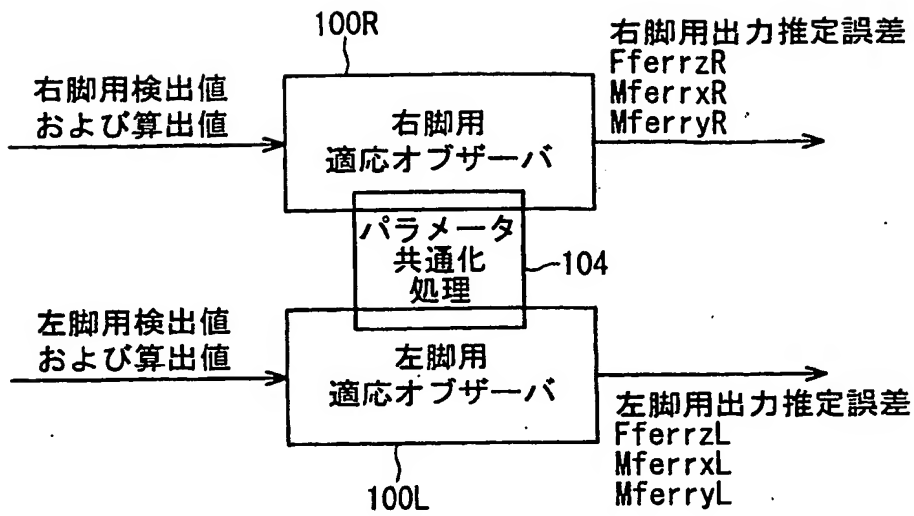 100R
右脚用検出値
および算出値
右脚用
適応オブザーバ
右脚用出力推定誤差
FferrzR
MferrxR
MferryR
パラメータ
共通化
処理
104
左脚用検出値
および算出値
左脚用
適応オブザーバ
左脚用出力推定誤差
FferrzL
MferrxL
MferryL
100L